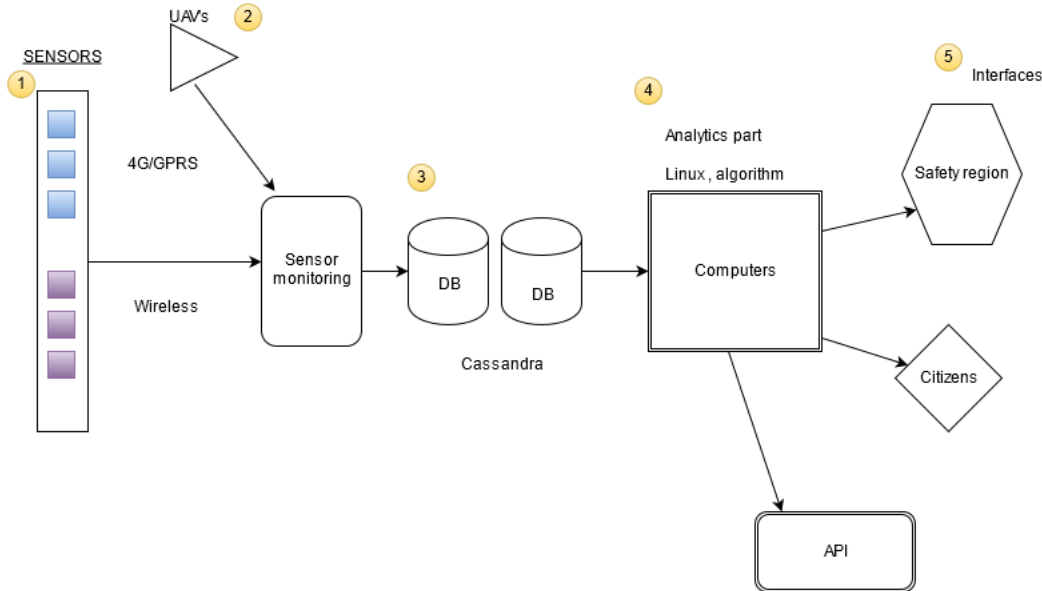 UAV's
2
SENSORS
1
5
Interfaces
4
Analytics part
4G/GPRS
Linux , algorithm
Safety region
3
Sensor
monitoring
DB
DB
Computers
Wireless
Cassandra
Citizens
API